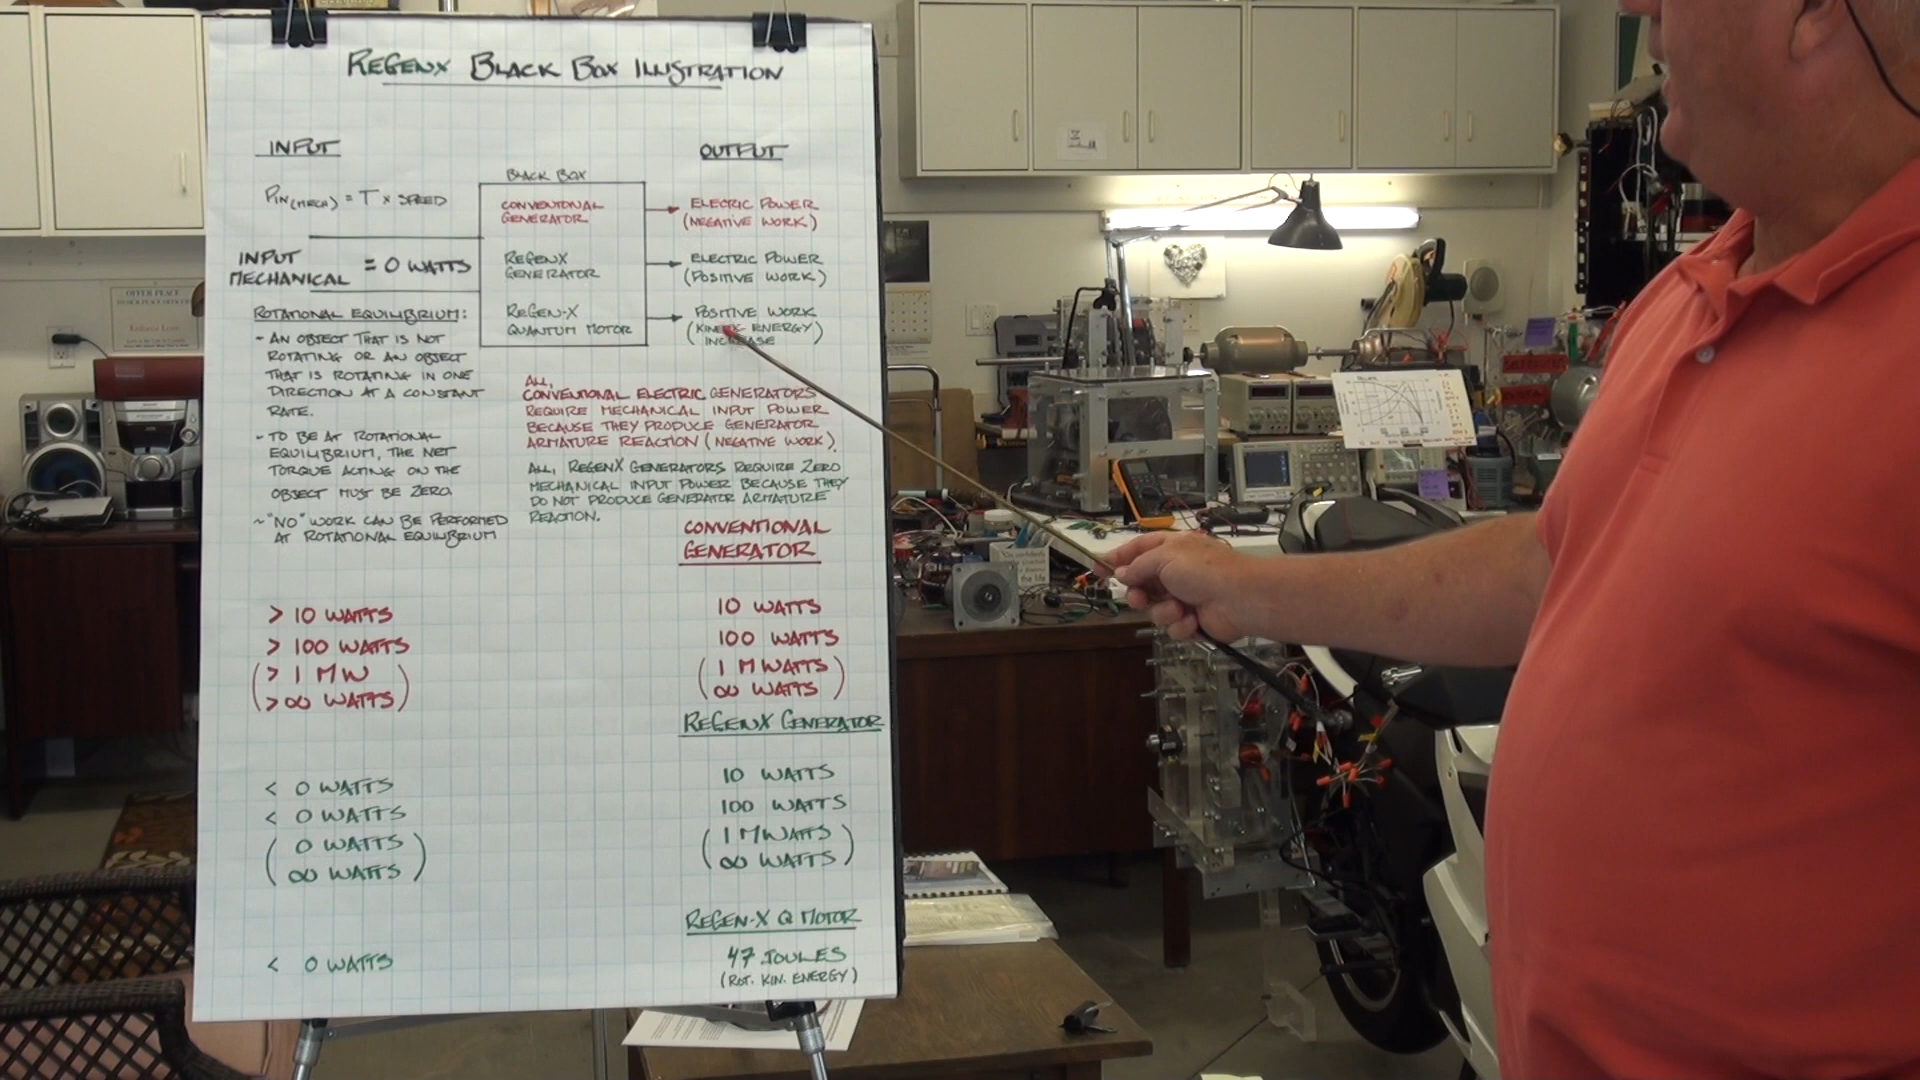 REGENX BLACK BOX ILLUSTRATION
INPUT
PIN(MECH) = T x SPEED
INPUT MECHANICAL = 0 WATTS
ROTATIONAL EQUILIBRIUM:
- AN OBJECT THAT IS NOT
ROTATING OR AN OBJECT
THAT IS ROTATING IN ONE
DIRECTION AT A CONSTANT
RATE.
- TO BE AT ROTATIONAL
EQUILIBRIUM, THE NET
TORQUE ACTING ON THE
OBJECT MUST BE ZERO.
~ "NO" WORK CAN BE PERFORMED
AT ROTATIONAL EQUILIBRIUM
BLACK BOX
CONVENTIONAL
GENERATOR
REGENX
GENERATOR
REGEN-X
QUANTUM MOTOR
OUTPUT
ELECTRIC POWER
(NEGATIVE WORK)
ELECTRIC POWER
(POSITIVE WORK)
POSITIVE WORK
(KINETIC ENERGY)
INCREASE
ALL,
CONVENTIONAL ELECTRIC GENERATORS
REQUIRE MECHANICAL INPUT POWER
BECAUSE THEY PRODUCE GENERATOR
ARMATURE REACTION (NEGATIVE WORK).
ALL, REGENX GENERATORS REQUIRE ZERO
MECHANICAL INPUT POWER BECAUSE THEY
DO NOT PRODUCE GENERATOR ARMATURE
REACTION.
CONVENTIONAL
GENERATOR
> 10 WATTS 10 WATTS
> 100 WATTS 100 WATTS
(> 1 MW (1 MWATTS)
> ∞ WATTS) ∞ WATTS
REGENX GENERATOR
< 0 WATTS 10 WATTS
< 0 WATTS 100 WATTS
(0 WATTS) (1 MWATTS)
∞ WATTS ∞ WATTS
REGEN-X Q MOTOR
< 0 WATTS 47 JOULES
(ROT. KIN. ENERGY)
OFFER PEACE
the life